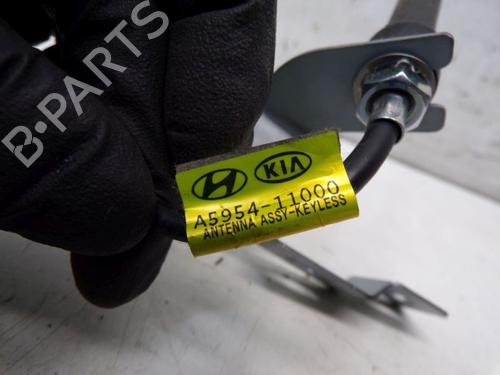 B-PARTS
KIA
A5954-11000
ANTENNA ASSY-KEYLESS